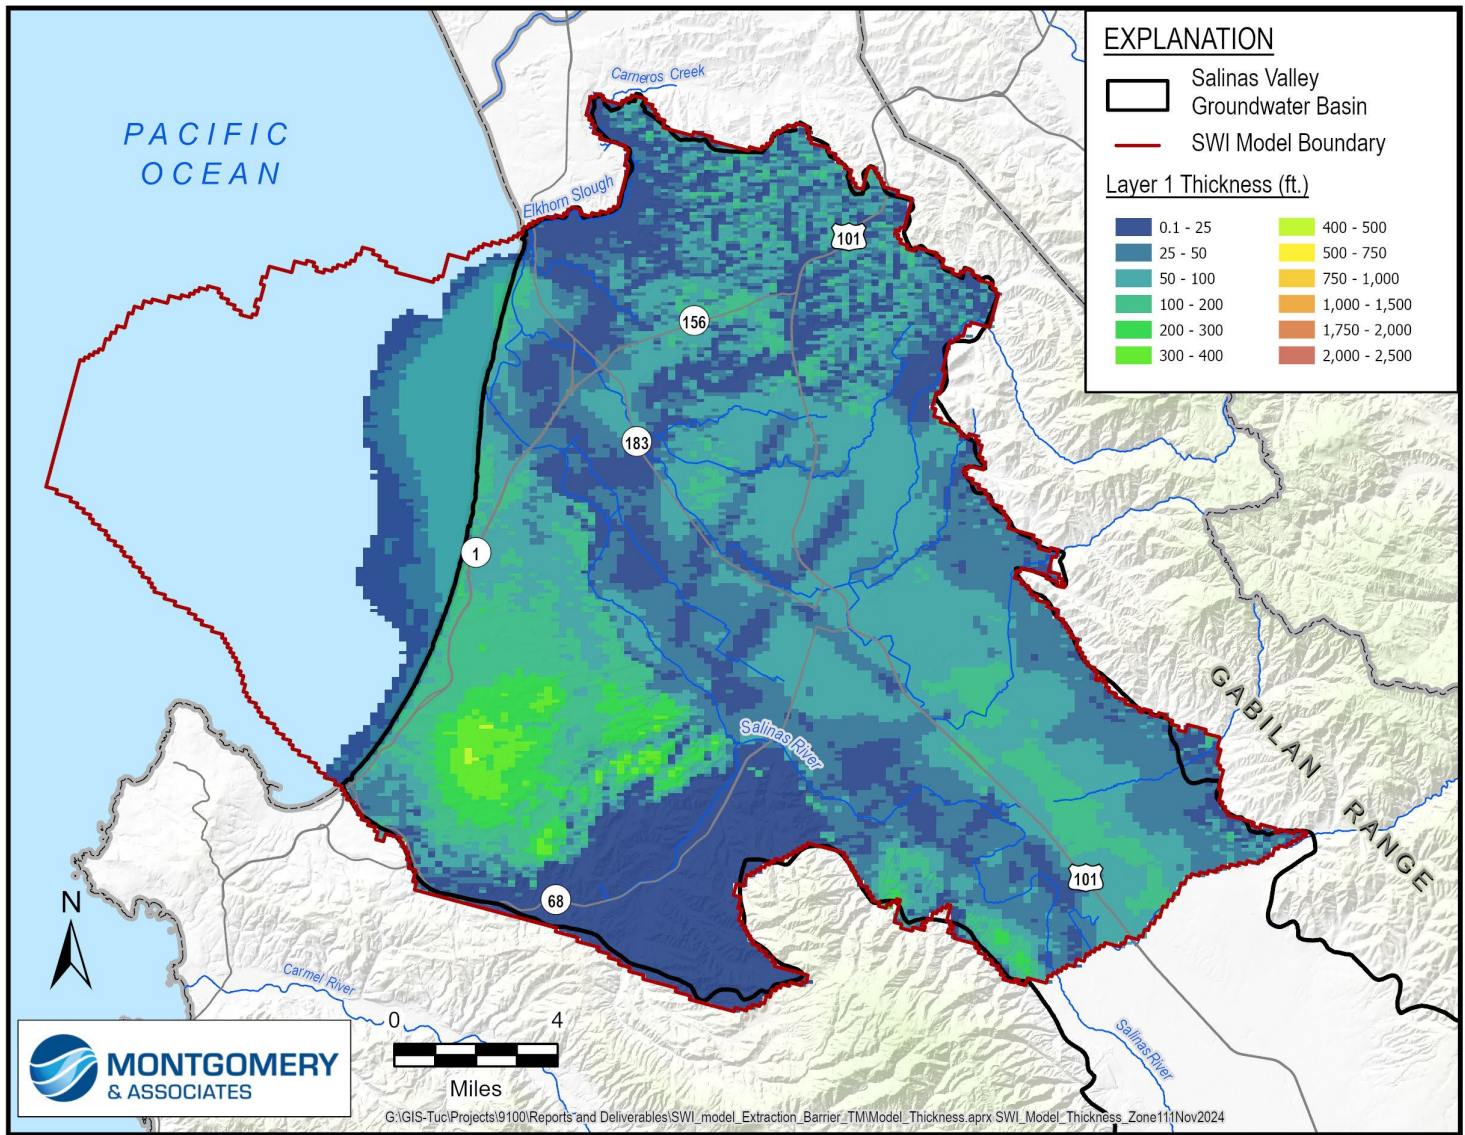 PACIFIC
OCEAN
Carneros Creek
Elkhorn Slough
101
156
183
1
Salinas River
68
101
GABILAN
RANGE
Carmel River
Salinas River
EXPLANATION
Salinas Valley
Groundwater Basin
SWI Model Boundary
Layer 1 Thickness (ft.)
0.1 - 25
25 - 50
50 - 100
100 - 200
200 - 300
300 - 400
400 - 500
500 - 750
750 - 1,000
1,000 - 1,500
1,750 - 2,000
2,000 - 2,500
N
0 4
Miles
MONTGOMERY
& ASSOCIATES
G:\GIS-Tuc\Projects\9100\Reports and Deliverables\SWI_model_Extraction_Barrier_TM\Model_Thickness.aprx SWI_Model_Thickness_Zone111Nov2024